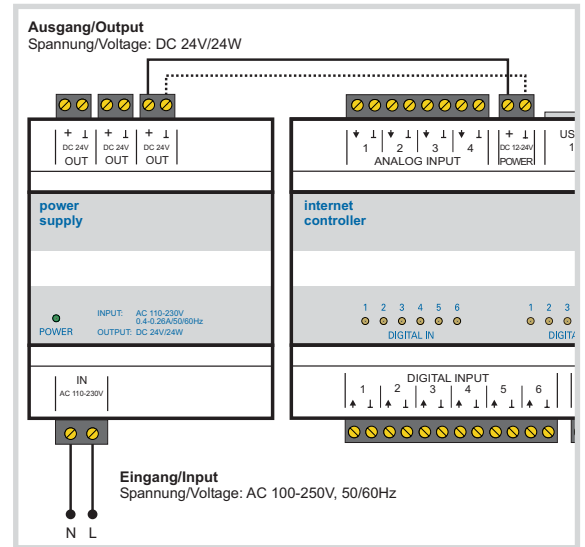 Ausgang/Output
Spannung/Voltage: DC 24V/24W
+ ⊥ + ⊥ + ⊥
DC 24V DC 24V DC 24V
OUT OUT OUT
1 2 3 4
ANALOG INPUT
+ ⊥
DC 12-24V
POWER
US
1
power
supply
internet
controller
POWER
INPUT: AC 110-230V
0.4-0.26A/50/60Hz
OUTPUT: DC 24V/24W
1 2 3 4 5 6
DIGITAL IN
1 2 3
DIGITA
IN
AC 110-230V
DIGITAL INPUT
1 2 3 4 5 6
Eingang/Input
Spannung/Voltage: AC 100-250V, 50/60Hz
N L